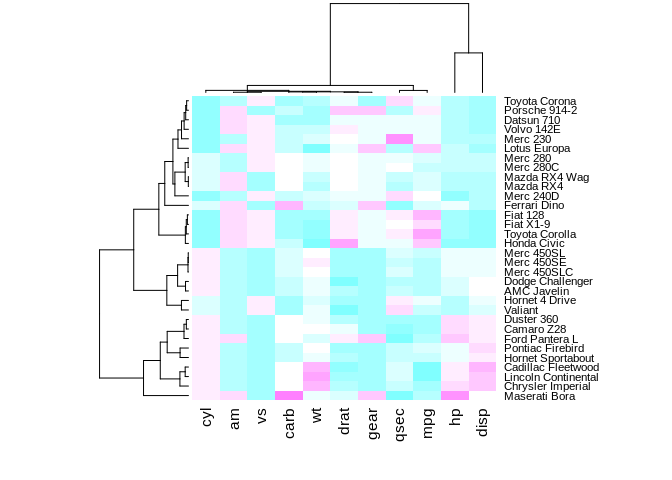 Toyota Corona
Porsche 914-2
Datsun 710
Volvo 142E
Merc 230
Lotus Europa
Merc 280
Merc 280C
Mazda RX4 Wag
Mazda RX4
Merc 240D
Ferrari Dino
Fiat 128
Fiat X1-9
Toyota Corolla
Honda Civic
Merc 450SL
Merc 450SE
Merc 450SLC
Dodge Challenger
AMC Javelin
Hornet 4 Drive
Valiant
Duster 360
Camaro Z28
Ford Pantera L
Pontiac Firebird
Hornet Sportabout
Cadillac Fleetwood
Lincoln Continental
Chrysler Imperial
Maserati Bora
cyl
am
vs
carb
wt
drat
gear
qsec
mpg
hp
disp